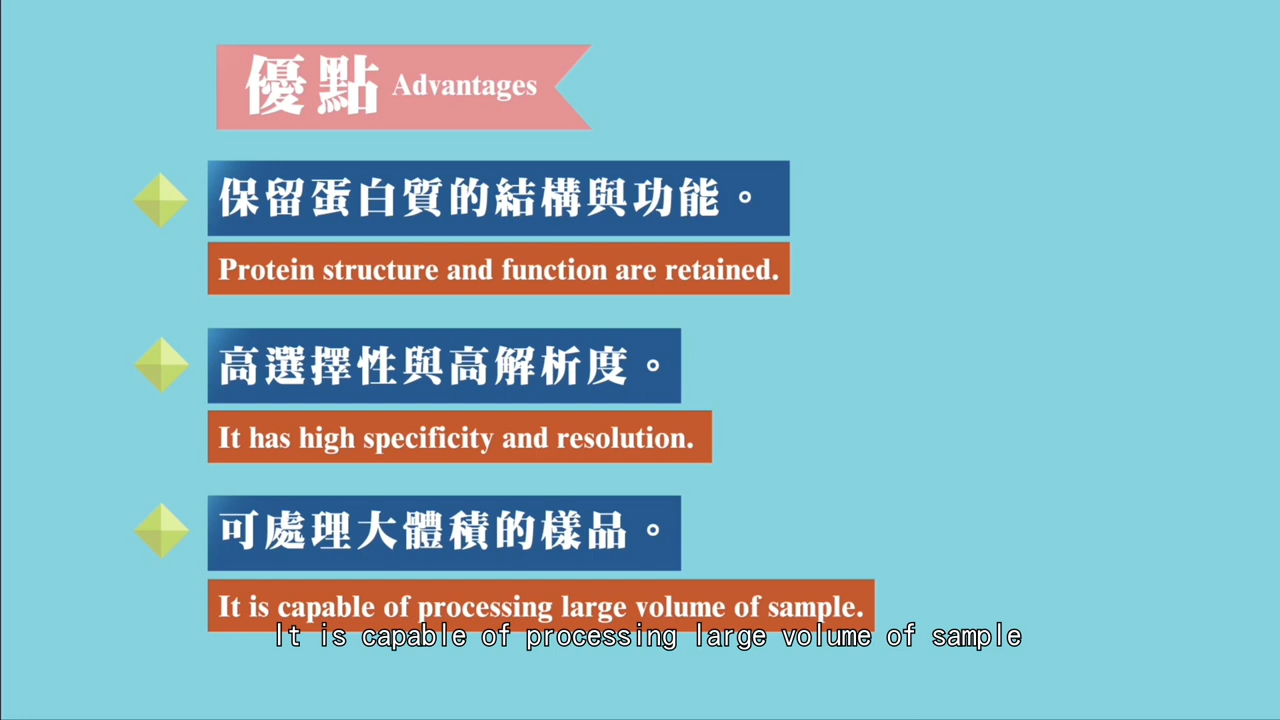 優點 Advantages
保留蛋白質的結構與功能。
Protein structure and function are retained.
高選擇性與高解析度。
It has high specificity and resolution.
可處理大體積的樣品。
It is capable of processing large volume of sample.
It is capable of processing large volume of sample